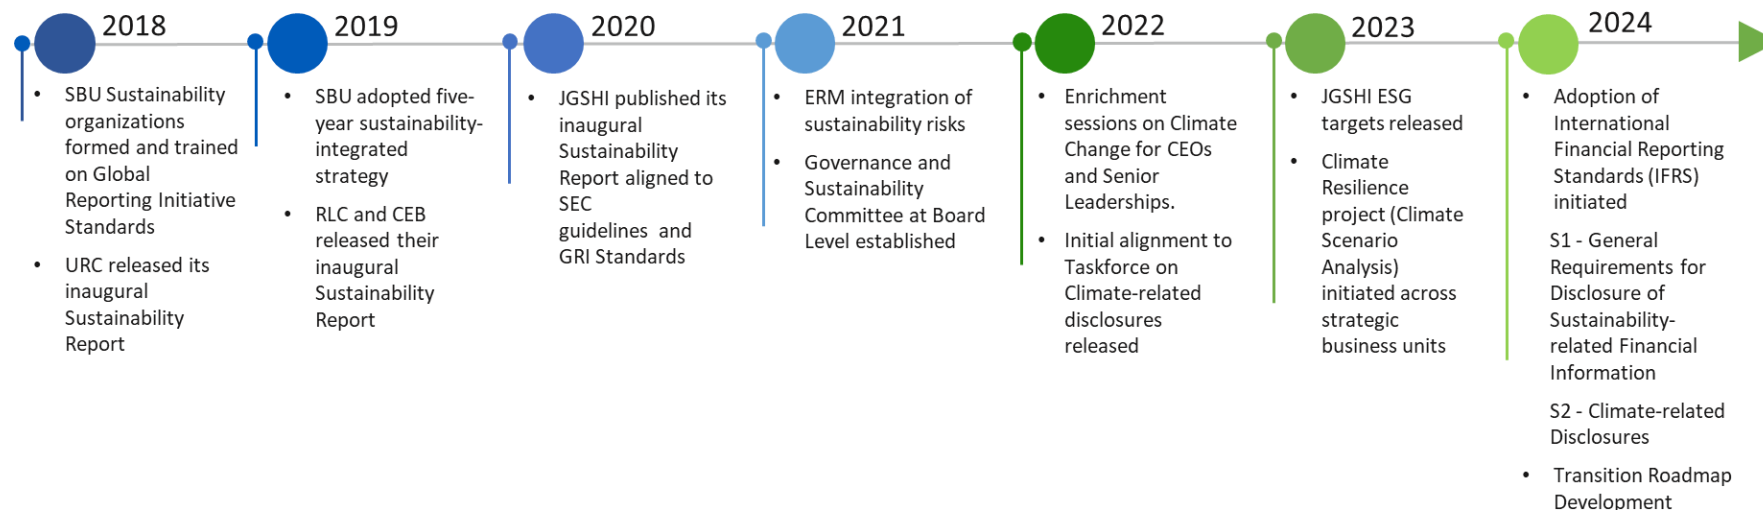 2018
• SBU Sustainability
organizations
formed and trained
on Global
Reporting Initiative
Standards
• URC released its
inaugural
Sustainability
Report
2019
• SBU adopted five-
year sustainability-
integrated
strategy
• RLC and CEB
released their
inaugural
Sustainability
Report
2020
• JGSHI published its
inaugural
Sustainability
Report aligned to
SEC
guidelines and
GRI Standards
2021
• ERM integration of
sustainability risks
• Governance and
Sustainability
Committee at Board
Level established
2022
• Enrichment
sessions on Climate
Change for CEOs
and Senior
Leaderships.
• Initial alignment to
Taskforce on
Climate-related
disclosures
released
2023
• JGSHI ESG
targets released
• Climate
Resilience
project (Climate
Scenario
Analysis)
initiated across
strategic
business units
2024
• Adoption of
International
Financial Reporting
Standards (IFRS)
initiated
S1 - General
Requirements for
Disclosure of
Sustainability-
related Financial
Information
S2 - Climate-related
Disclosures
• Transition Roadmap
Development